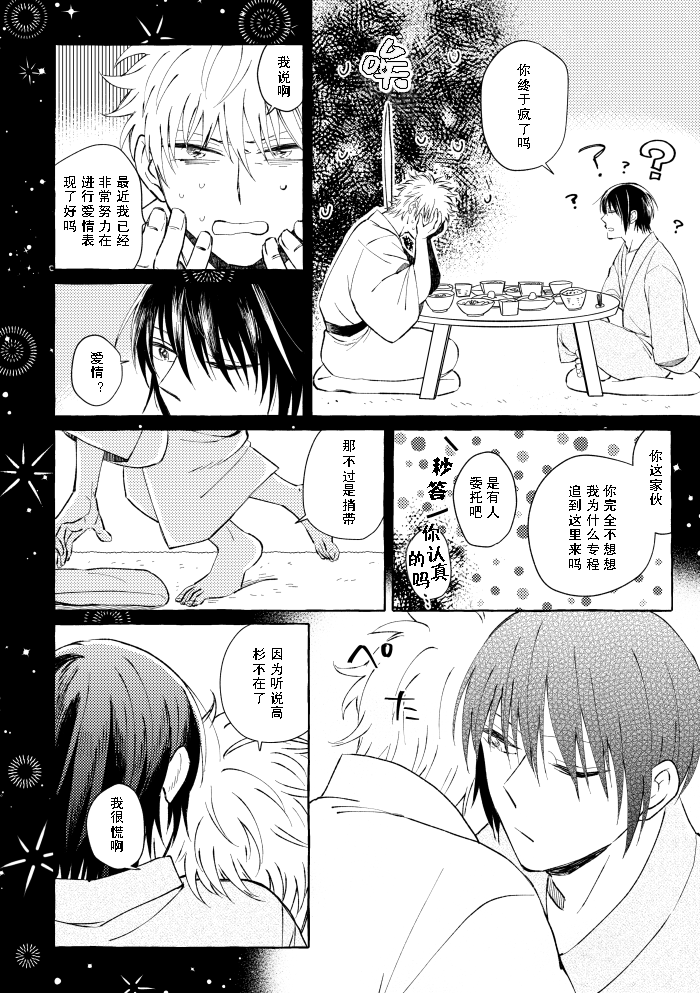 你终于疯了吗
唉
?
?
?
?
我说啊
最近我已经
非常努力在
进行爱情表
现了好吗
爱情?
你这家伙
你完全不想想
我为什么专程
追到这里来吗
是有人
委托吧
秒答
你认真
的吗
那不过是捎带
因为听说高
杉不在了
我很慌啊
ペ
た